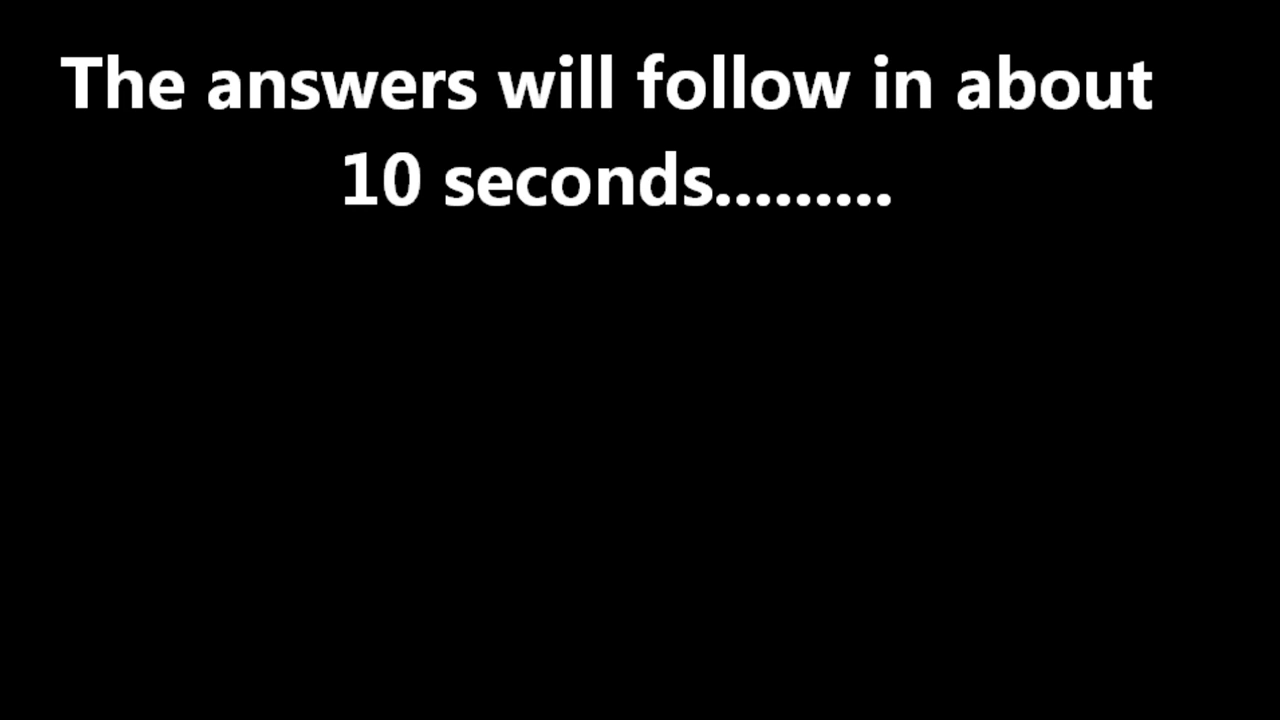 The answers will follow in about
10 seconds.........